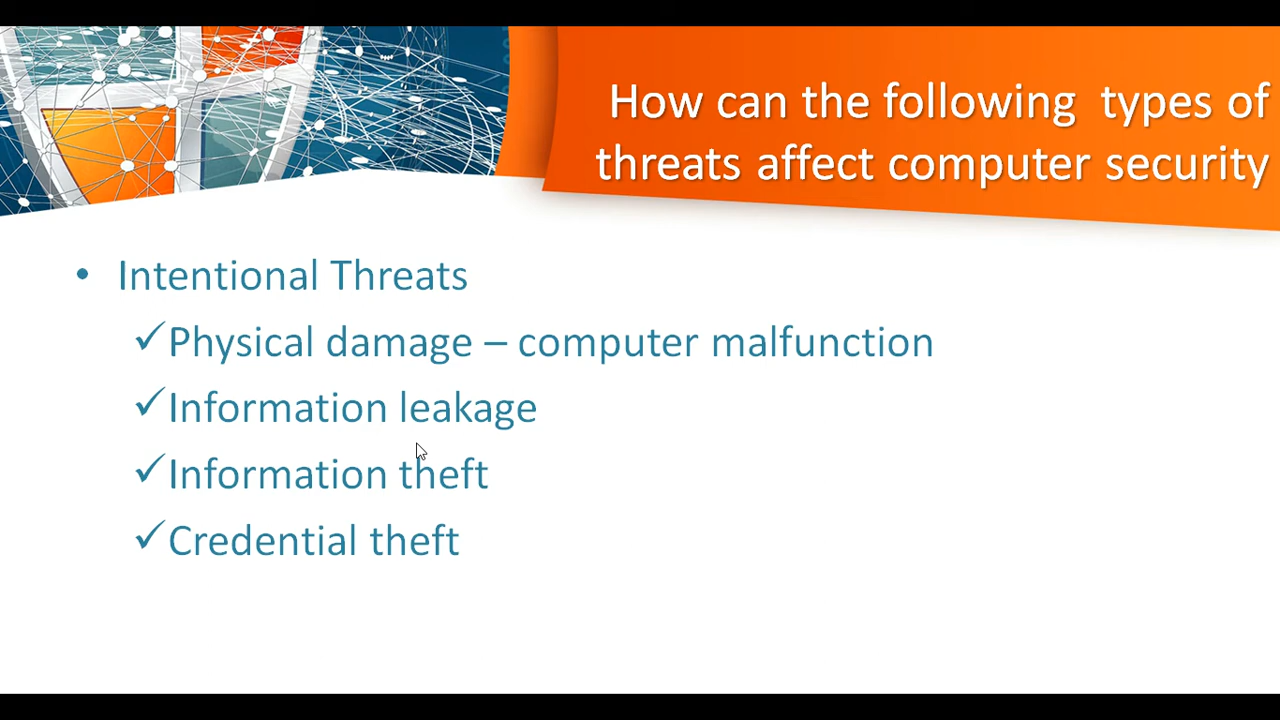 How can the following types of
threats affect computer security
• Intentional Threats
✓Physical damage – computer malfunction
✓Information leakage
✓Information theft
✓Credential theft